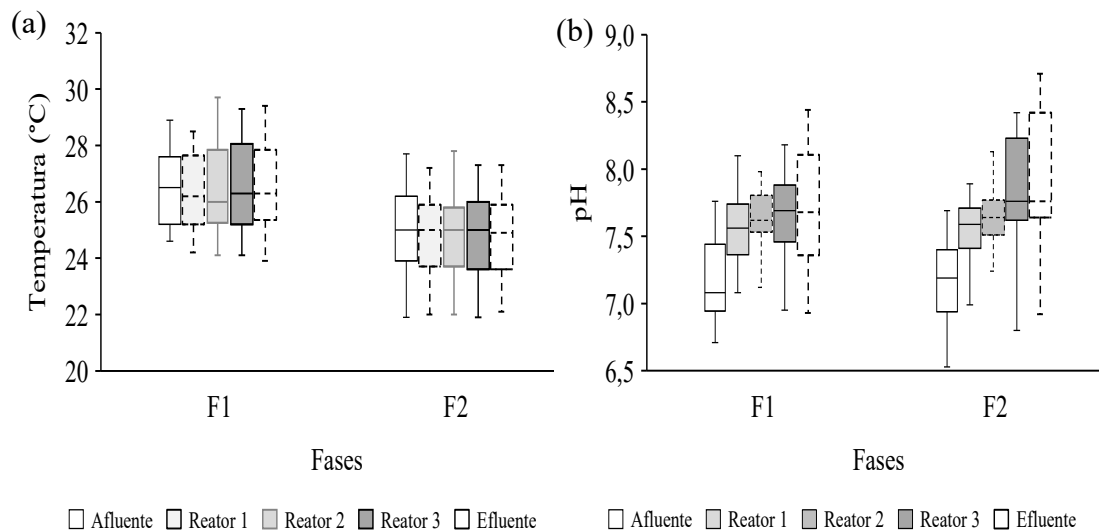 (a)
Temperatura (°C)
32
30
28
26
24
22
20
F1 F2
Fases
Afluente Reator 1 Reator 2 Reator 3 Efluente
(b)
pH
9,0
8,5
8,0
7,5
7,0
6,5
F1 F2
Fases
Afluente Reator 1 Reator 2 Reator 3 Efluente